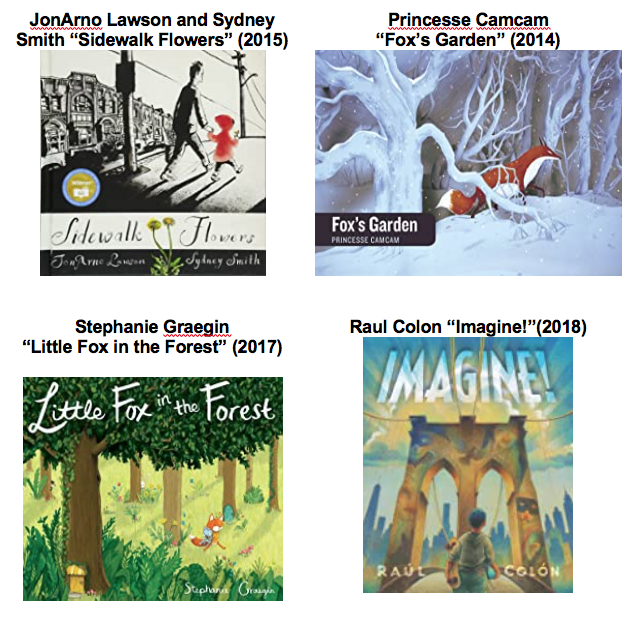 JonArno Lawson and Sydney
Smith “Sidewalk Flowers” (2015)
Sidewalk Flowers
JonArno Lawson Sydney Smith
Princesse Camcam
“Fox’s Garden” (2014)
Fox's Garden
PRINCESSE CAMCAM
Stephanie Graegin
“Little Fox in the Forest” (2017)
Little Fox in the Forest
Stephanie Graegin
Raul Colon “Imagine!”(2018)
IMAGINE!
RAÚL COLÓN